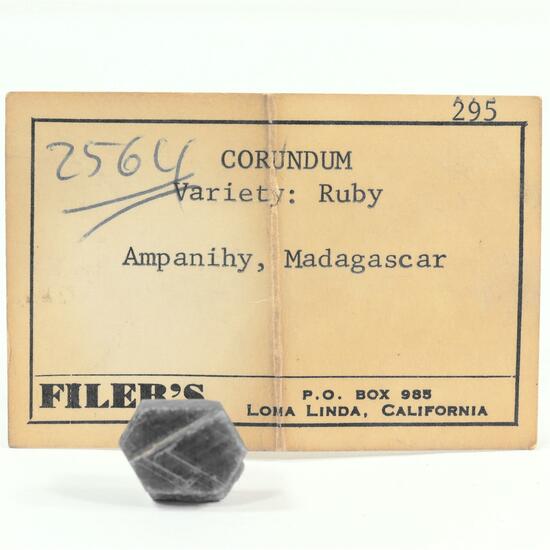 295
2564
CORUNDUM
Variety: Ruby
Ampanihy, Madagascar
FILER'S
P.O. BOX 985
LOMA LINDA, CALIFORNIA